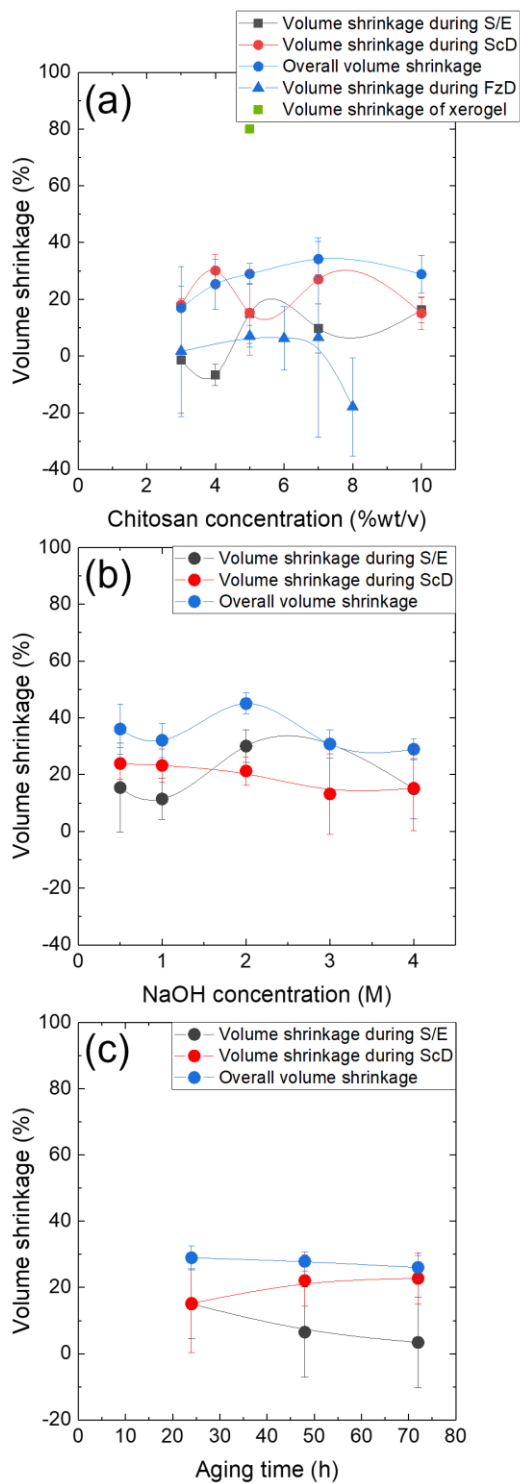 Volume shrinkage during S/E
Volume shrinkage during ScD
Overall volume shrinkage
Volume shrinkage during FzD
Volume shrinkage of xerogel
(a)
100
80
60
40
20
0
-20
-40
Volume shrinkage (%)
0 2 4 6 8 10
Chitosan concentration (%wt/v)
(b)
Volume shrinkage during S/E
Volume shrinkage during ScD
Overall volume shrinkage
100
80
60
40
20
0
-20
-40
Volume shrinkage (%)
0 1 2 3 4
NaOH concentration (M)
(c)
Volume shrinkage during S/E
Volume shrinkage during ScD
Overall volume shrinkage
100
80
60
40
20
0
-20
Volume shrinkage (%)
0 10 20 30 40 50 60 70 80
Aging time (h)